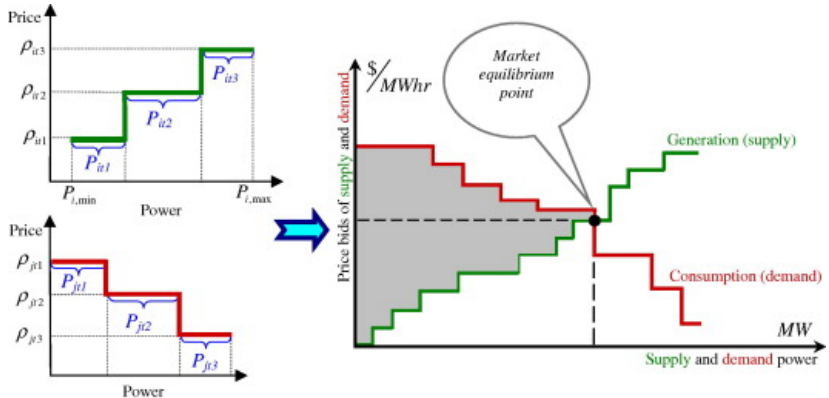 Price
ρit3
ρit2
ρit1
Pit1
Pit2
Pit3
Pi,min
Pi,max
Power
Price
ρjt1
ρjt2
ρjt3
Pjt1
Pjt2
Pjt3
Power
$/MWhr
Price bids of supply and demand
Market
equilibrium
point
Generation (supply)
Consumption (demand)
MW
Supply and demand power